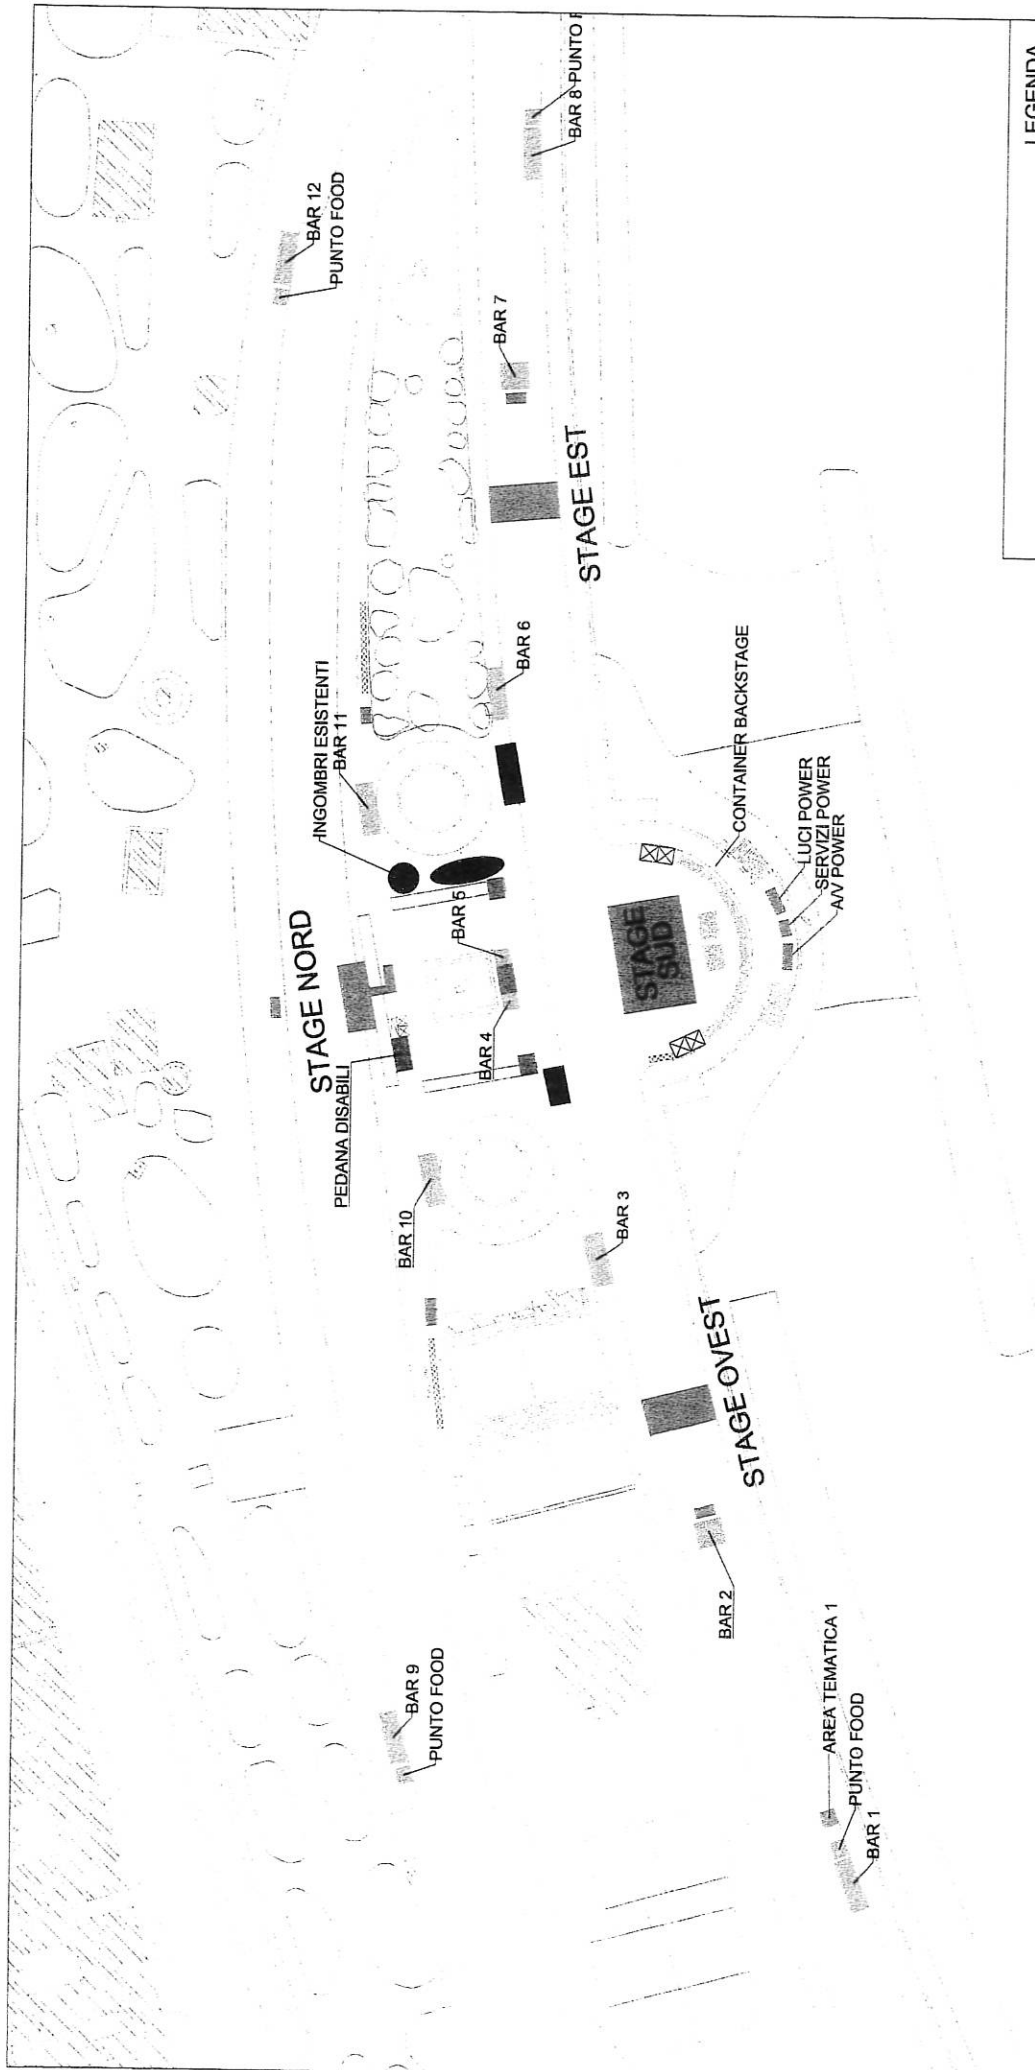 LEGENDA
BAR 8
PUNTO
BAR 12
PUNTO FOOD
BAR 7
STAGE EST
BAR 6
INGOMBRI ESISTENTI
BAR 11
CONTAINER BACKSTAGE
LUCI POWER
SERVIZI POWER
A/V POWER
STAGE NORD
BAR 5
STAGE
SUD
BAR 4
PEDANA DISABILI
BAR 10
BAR 3
STAGE OVEST
BAR 2
BAR 9
PUNTO FOOD
AREA TEMATICA 1
PUNTO FOOD
BAR 1